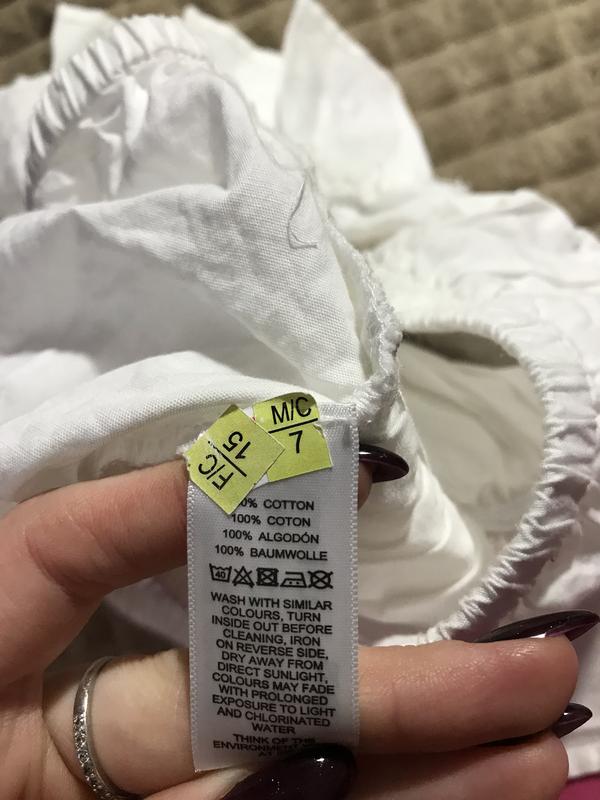 M/C
7
F/C
15
0% COTTON
100% COTON
100% ALGODÓN
100% BAUMWOLLE
40
WASH WITH SIMILAR
COLOURS, TURN
INSIDE OUT BEFORE
CLEANING, IRON
ON REVERSE SIDE,
DRY AWAY FROM
DIRECT SUNLIGHT,
COLOURS MAY FADE
WITH PROLONGED
EXPOSURE TO LIGHT
AND CHLORINATED
WATER
THINK OF THE
ENVIRONMENT